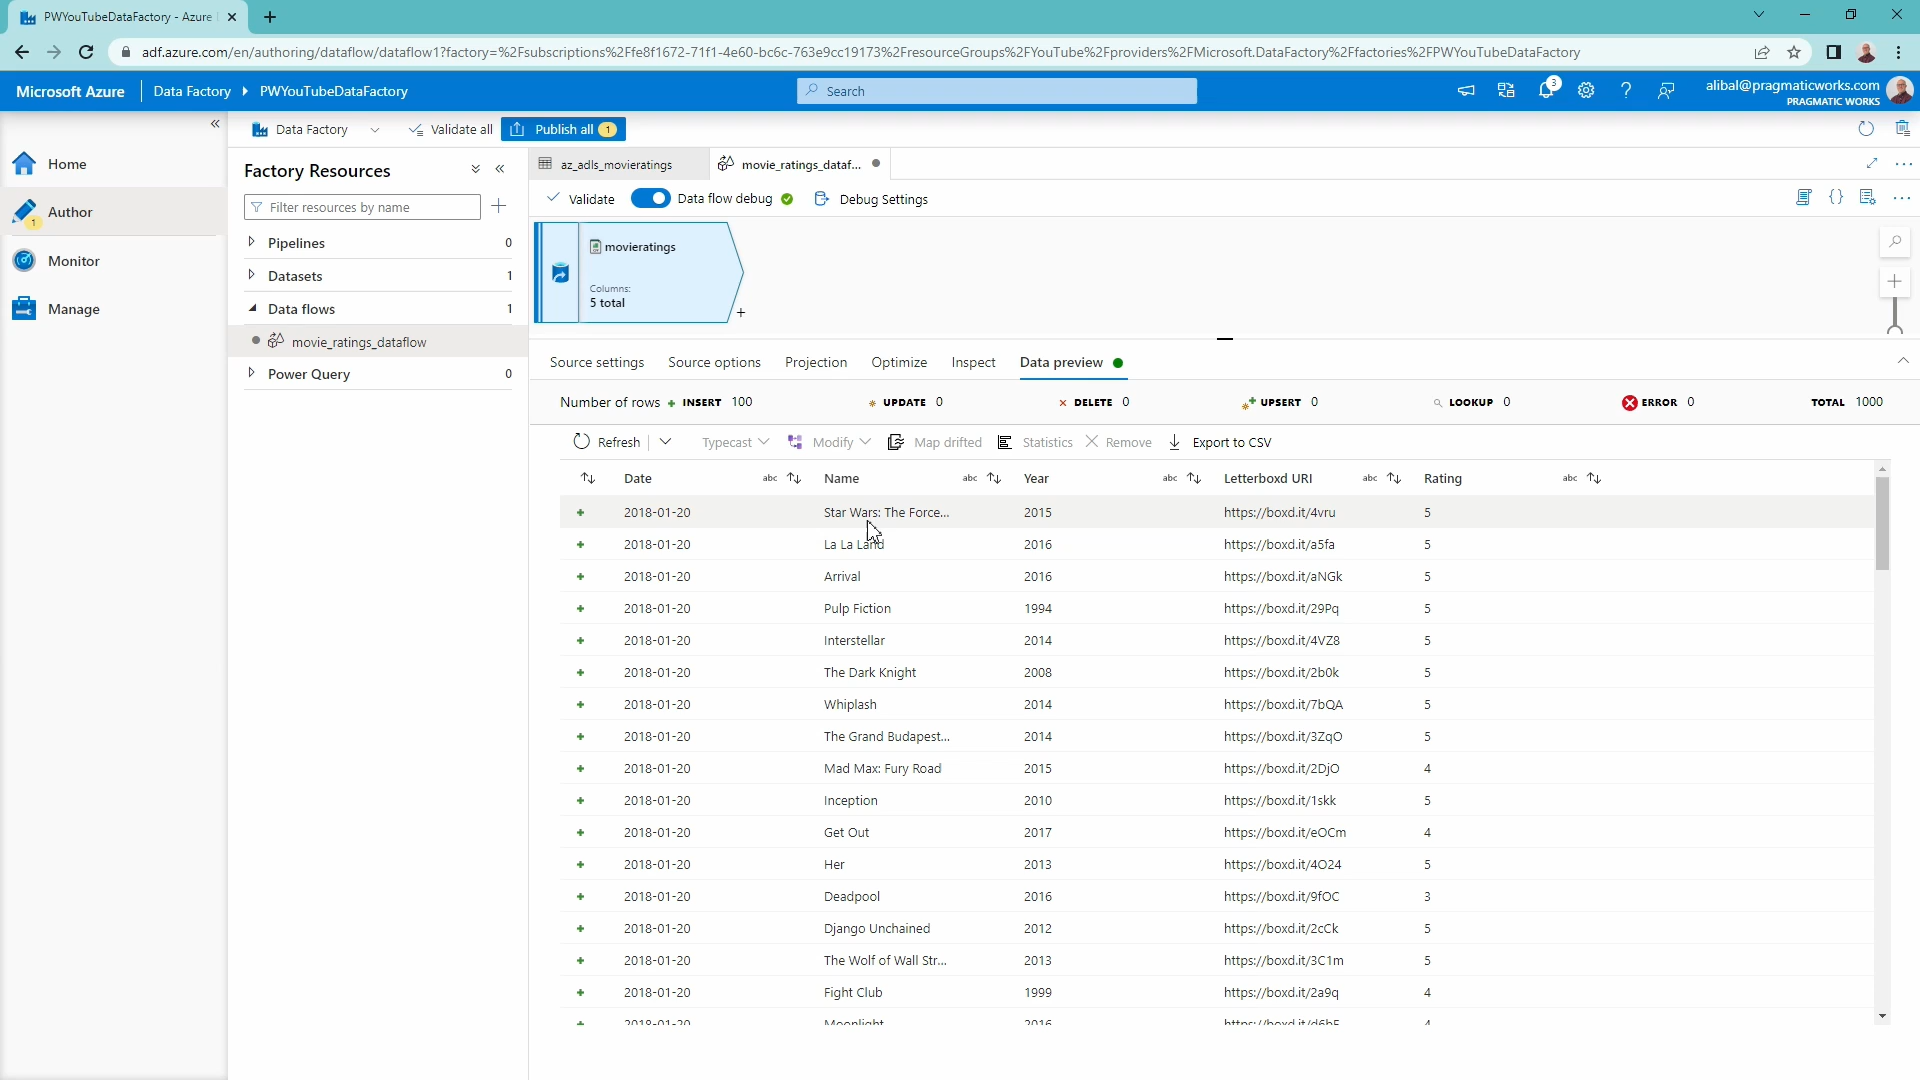 PWYouTubeDataFactory - Azure
adf.azure.com/en/authoring/dataflow/dataflow1?factory=%2Fsubscriptions%2Ffe8f1672-71f1-4e60-bc6c-763e9cc19173%2FresourceGroups%2FYouTube%2Fproviders%2FMicrosoft.DataFactory%2Ffactories%2FPWYouTubeDataFactory
Microsoft Azure Data Factory PWYouTubeDataFactory Search 3 alibal@pragmaticworks.com
PRAGMATIC WORKS
Data Factory Validate all Publish all 1
Home
Author
1
Monitor
Manage
Factory Resources
Filter resources by name
Pipelines 0
Datasets 1
Data flows 1
movie_ratings_dataflow
Power Query 0
az_adls_movieratings movie_ratings_dataf...
Validate Data flow debug Debug Settings
movieratings
Columns:
5 total
Source settings Source options Projection Optimize Inspect Data preview
Number of rows INSERT 100 UPDATE 0 DELETE 0 UPSERT 0 LOOKUP 0 ERROR 0 TOTAL 1000
Refresh Typecast Modify Map drifted Statistics Remove Export to CSV
Date abc Name abc Year abc Letterboxd URI abc Rating abc
2018-01-20 Star Wars: The Force... 2015 https://boxd.it/4vru 5
2018-01-20 La La Land 2016 https://boxd.it/a5fa 5
2018-01-20 Arrival 2016 https://boxd.it/aNGk 5
2018-01-20 Pulp Fiction 1994 https://boxd.it/29Pq 5
2018-01-20 Interstellar 2014 https://boxd.it/4VZ8 5
2018-01-20 The Dark Knight 2008 https://boxd.it/2b0k 5
2018-01-20 Whiplash 2014 https://boxd.it/7bQA 5
2018-01-20 The Grand Budapest... 2014 https://boxd.it/3ZqO 5
2018-01-20 Mad Max: Fury Road 2015 https://boxd.it/2DjO 4
2018-01-20 Inception 2010 https://boxd.it/1skk 5
2018-01-20 Get Out 2017 https://boxd.it/eOCm 4
2018-01-20 Her 2013 https://boxd.it/4O24 5
2018-01-20 Deadpool 2016 https://boxd.it/9fOC 3
2018-01-20 Django Unchained 2012 https://boxd.it/2cCk 5
2018-01-20 The Wolf of Wall Str... 2013 https://boxd.it/3C1m 5
2018-01-20 Fight Club 1999 https://boxd.it/2a9q 4
2018-01-20 Moonlight 2016 4